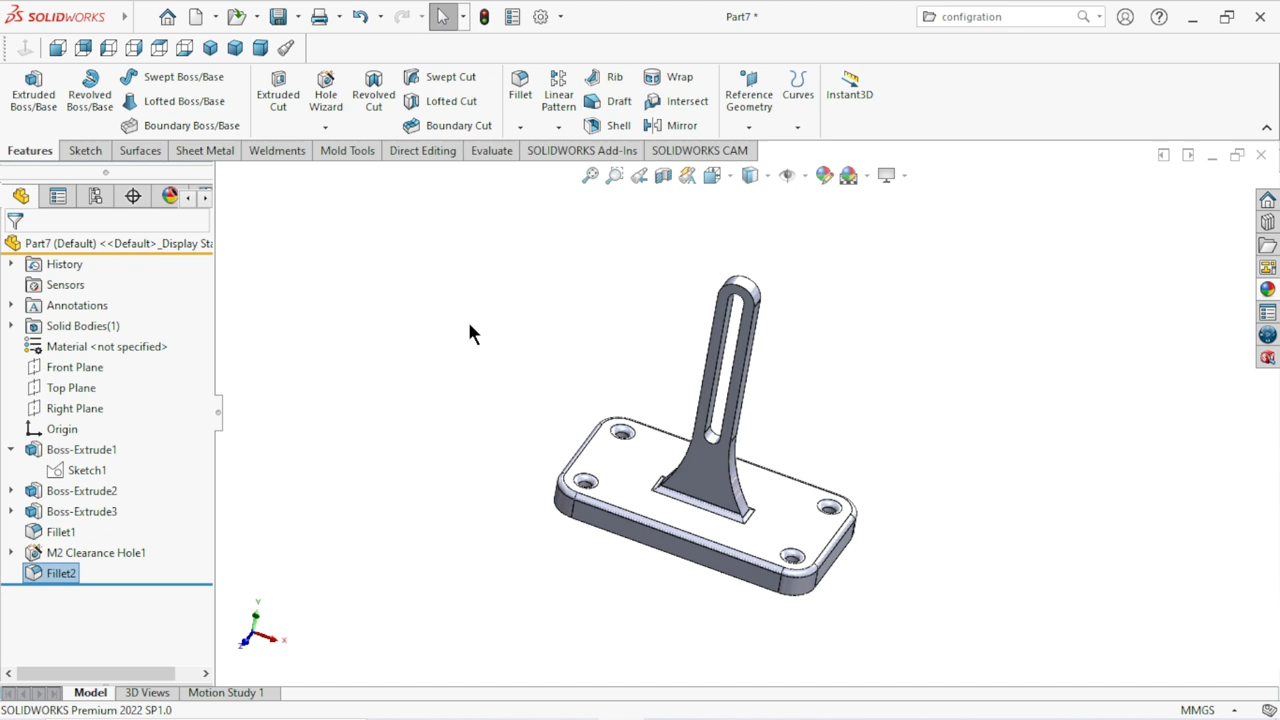 SOLIDWORKS
Part7 *
configration
Extruded Boss/Base
Revolved Boss/Base
Swept Boss/Base
Lofted Boss/Base
Boundary Boss/Base
Extruded Cut
Hole Wizard
Revolved Cut
Swept Cut
Lofted Cut
Boundary Cut
Fillet
Linear Pattern
Rib
Draft
Shell
Wrap
Intersect
Mirror
Reference Geometry
Curves
Instant3D
Features
Sketch
Surfaces
Sheet Metal
Weldments
Mold Tools
Direct Editing
Evaluate
SOLIDWORKS Add-Ins
SOLIDWORKS CAM
Part7 (Default) <<Default>_Display Sta
History
Sensors
Annotations
Solid Bodies(1)
Material <not specified>
Front Plane
Top Plane
Right Plane
Origin
Boss-Extrude1
Sketch1
Boss-Extrude2
Boss-Extrude3
Fillet1
M2 Clearance Hole1
Fillet2
Y
X
Z
Model
3D Views
Motion Study 1
SOLIDWORKS Premium 2022 SP1.0
MMGS